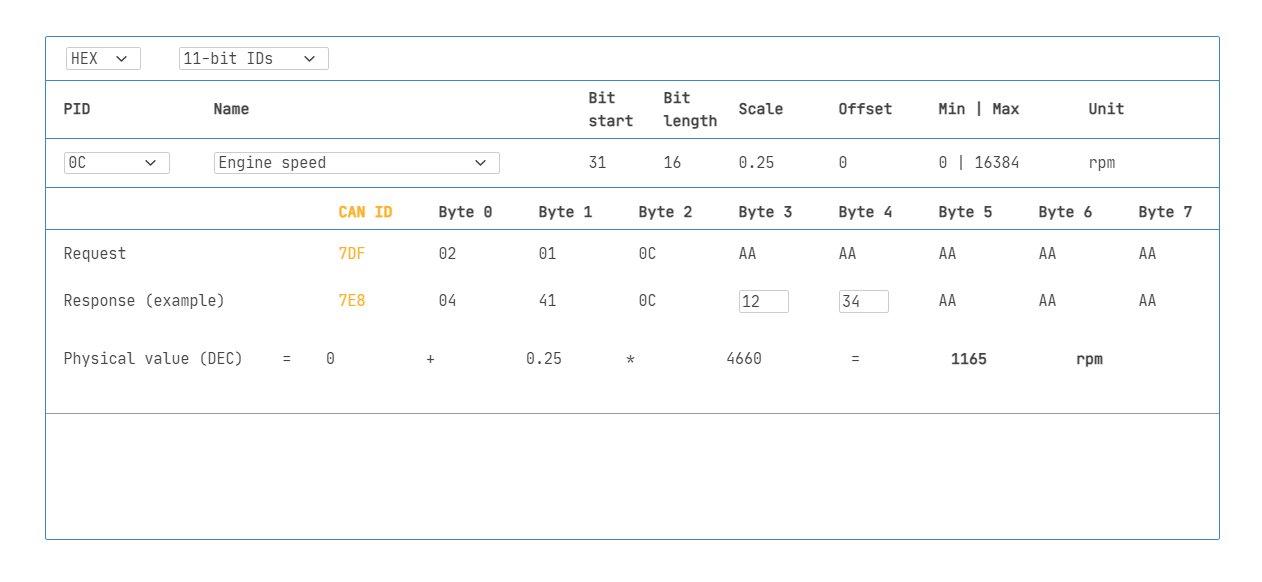 HEX 11-bit IDs
PID Name Bit start Bit length Scale Offset Min | Max Unit
0C Engine speed 31 16 0.25 0 0 | 16384 rpm
CAN ID Byte 0 Byte 1 Byte 2 Byte 3 Byte 4 Byte 5 Byte 6 Byte 7
Request 7DF 02 01 0C AA AA AA AA AA
Response (example) 7E8 04 41 0C 12 34 AA AA AA
Physical value (DEC) = 0 + 0.25 * 4660 = 1165 rpm